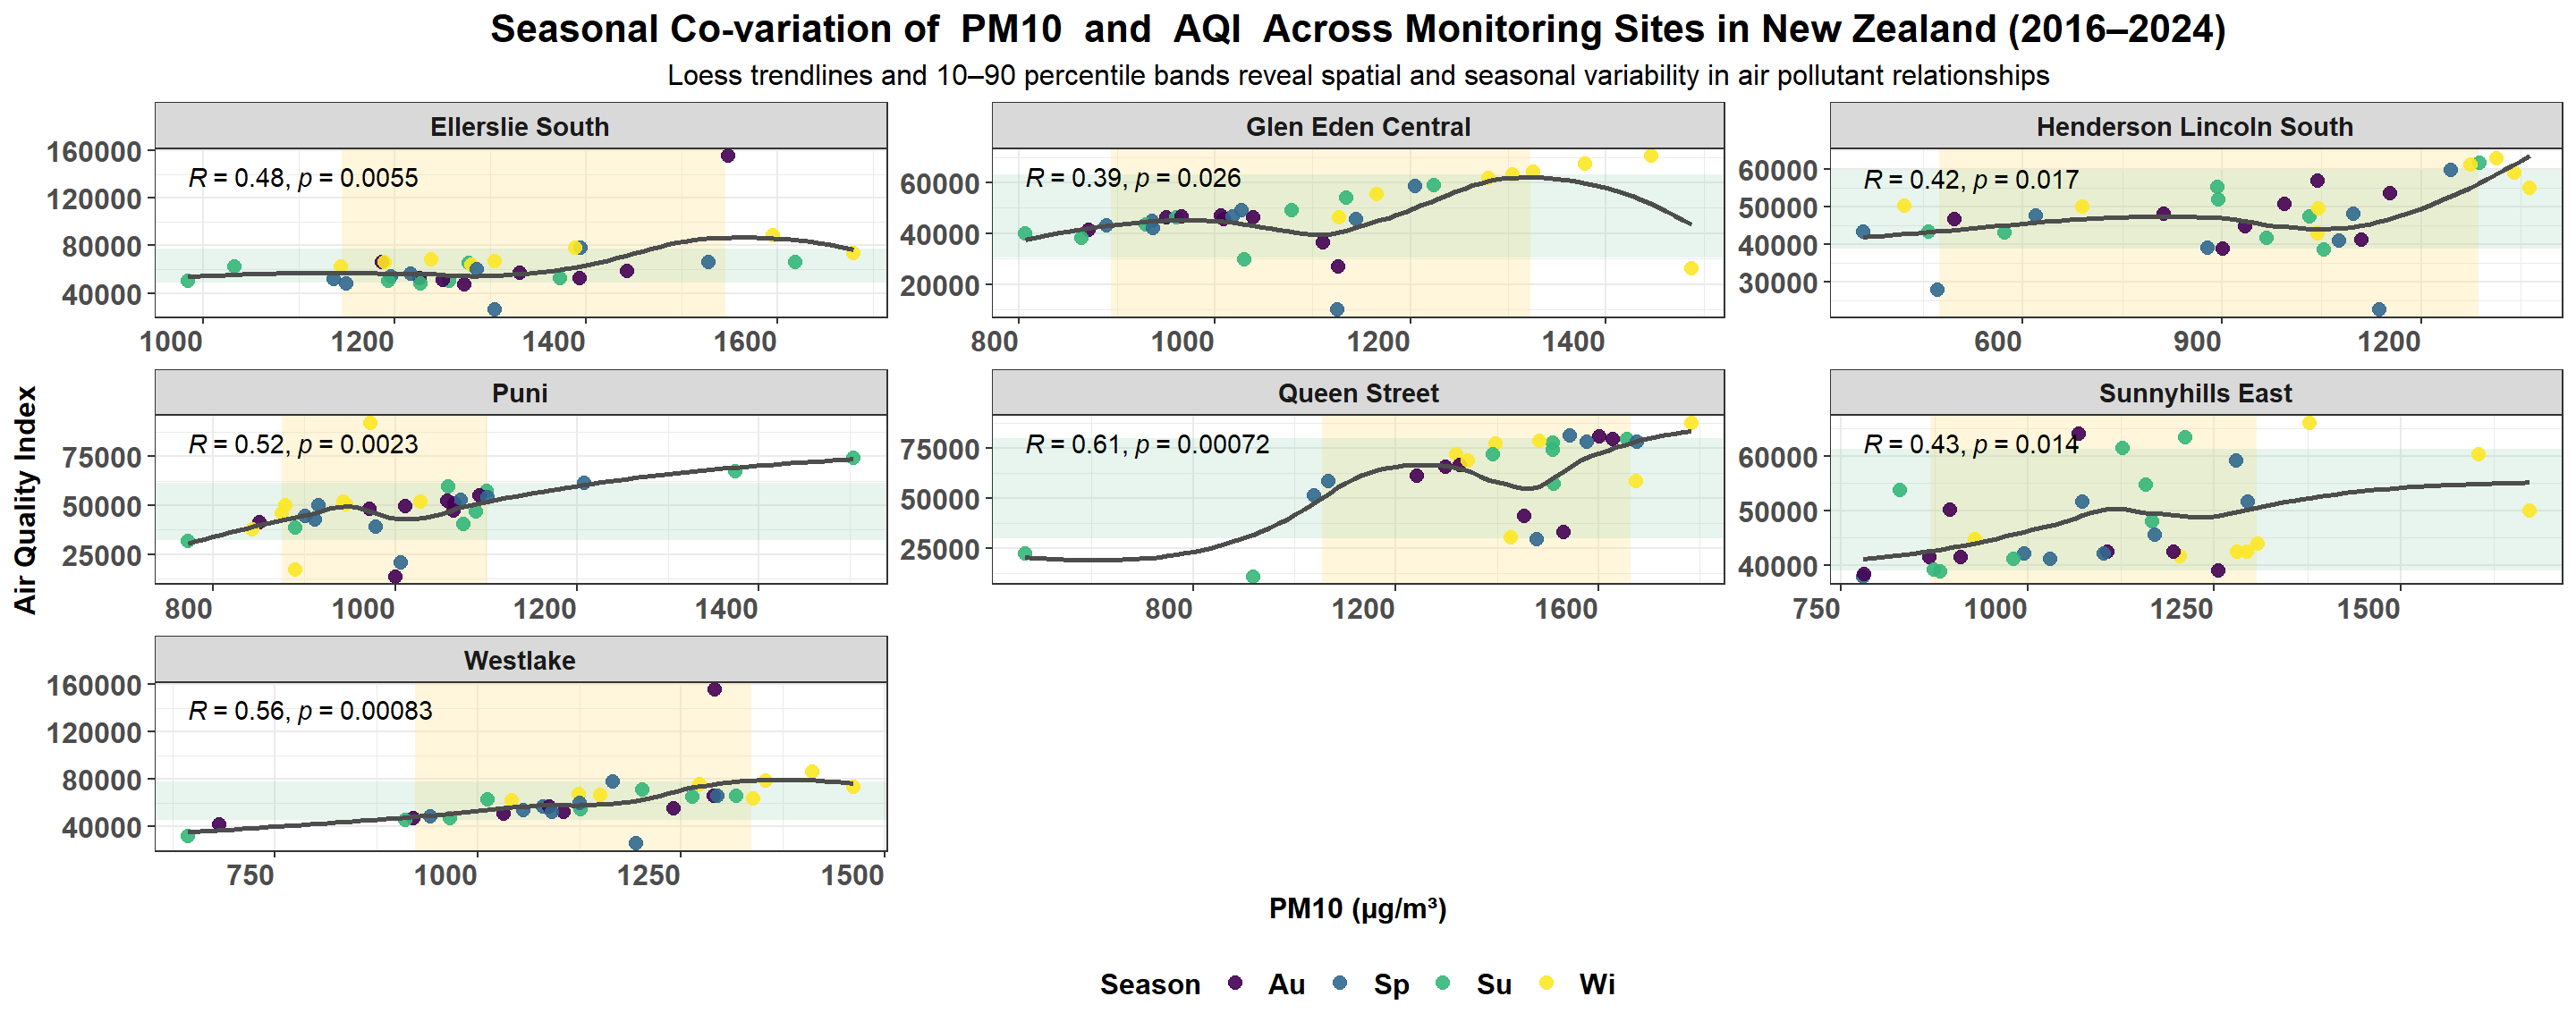 Seasonal Co-variation of PM10 and AQI Across Monitoring Sites in New Zealand (2016–2024)
Loess trendlines and 10–90 percentile bands reveal spatial and seasonal variability in air pollutant relationships
Air Quality Index
Ellerslie South
R = 0.48, p = 0.0055
160000
120000
80000
40000
1000 1200 1400 1600
Glen Eden Central
R = 0.39, p = 0.026
60000
40000
20000
800 1000 1200 1400
Henderson Lincoln South
R = 0.42, p = 0.017
60000
50000
40000
30000
600 900 1200
Puni
R = 0.52, p = 0.0023
75000
50000
25000
800 1000 1200 1400
Queen Street
R = 0.61, p = 0.00072
75000
50000
25000
800 1200 1600
Sunnyhills East
R = 0.43, p = 0.014
60000
50000
40000
750 1000 1250 1500
Westlake
R = 0.56, p = 0.00083
160000
120000
80000
40000
750 1000 1250 1500
PM10 (µg/m³)
Season Au Sp Su Wi